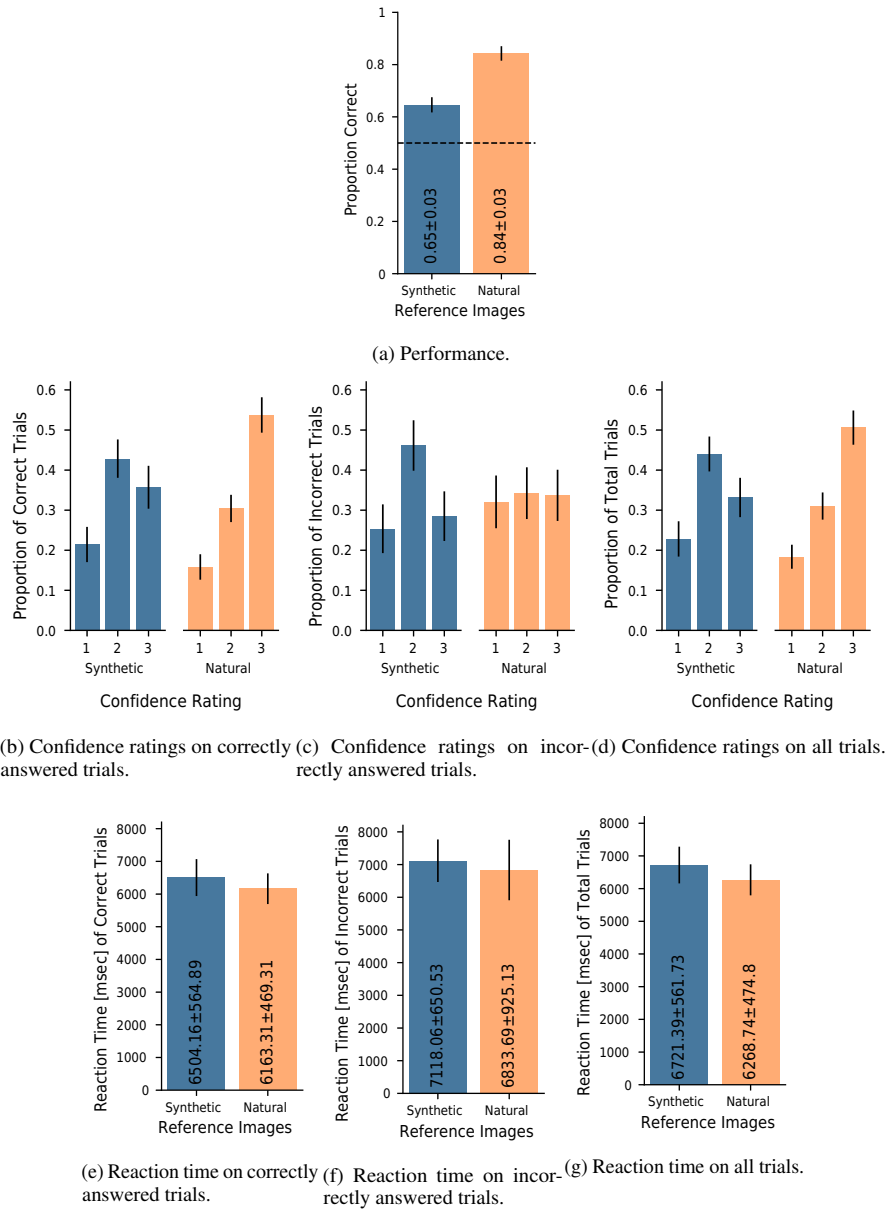 1
0.8
0.6
0.4
0.2
0
Proportion Correct
0.65±0.03
0.84±0.03
Synthetic Natural
Reference Images
(a) Performance.
0.6
0.5
0.4
0.3
0.2
0.1
0.0
Proportion of Correct Trials
1 2 3 1 2 3
Synthetic Natural
Confidence Rating
(b) Confidence ratings on correctly
answered trials.
0.6
0.5
0.4
0.3
0.2
0.1
0.0
Proportion of Incorrect Trials
1 2 3 1 2 3
Synthetic Natural
Confidence Rating
(c) Confidence ratings on incor-
rectly answered trials.
0.6
0.5
0.4
0.3
0.2
0.1
0.0
Proportion of Total Trials
1 2 3 1 2 3
Synthetic Natural
Confidence Rating
(d) Confidence ratings on all trials.
8000
7000
6000
5000
4000
3000
2000
1000
0
Reaction Time [msec] of Correct Trials
6504.16±564.89
6163.31±469.31
Synthetic Natural
Reference Images
(e) Reaction time on correctly
answered trials.
8000
7000
6000
5000
4000
3000
2000
1000
0
Reaction Time [msec] of Incorrect Trials
7118.06±650.53
6833.69±925.13
Synthetic Natural
Reference Images
(f) Reaction time on incor-
rectly answered trials.
8000
7000
6000
5000
4000
3000
2000
1000
0
Reaction Time [msec] of Total Trials
6721.39±561.73
6268.74±474.8
Synthetic Natural
Reference Images
(g) Reaction time on all trials.